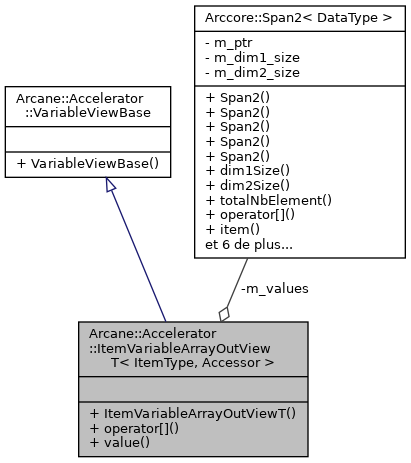 Arccore::Span2< DataType >
- m_ptr
- m_dim1_size
- m_dim2_size
+ Span2()
+ Span2()
+ Span2()
+ Span2()
+ Span2()
+ dim1Size()
+ dim2Size()
+ totalNbElement()
+ operator[]()
+ item()
et 6 de plus...
Arcane::Accelerator
::VariableViewBase
+ VariableViewBase()
-m_values
Arcane::Accelerator
::ItemVariableArrayOutView
T< ItemType, Accessor >
+ ItemVariableArrayOutViewT()
+ operator[]()
+ value()